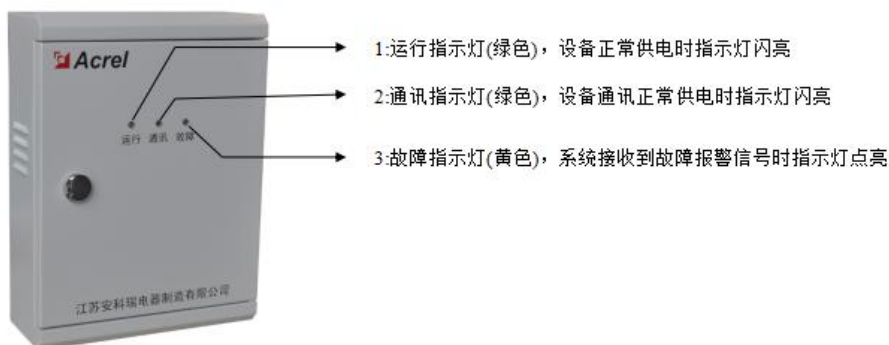 Acrel
1:运行指示灯(绿色)，设备正常供电时指示灯闪亮
2:通讯指示灯(绿色)，设备通讯正常供电时指示灯闪亮
运行 通讯 故障
3:故障指示灯(黄色)，系统接收到故障报警信号时指示灯点亮
江苏安科瑞电器制造有限公司